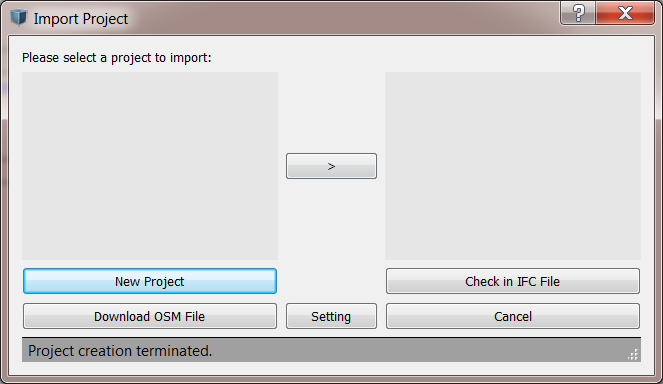 Import Project
?
X
Please select a project to import:
>
New Project
Check in IFC File
Download OSM File
Setting
Cancel
Project creation terminated.